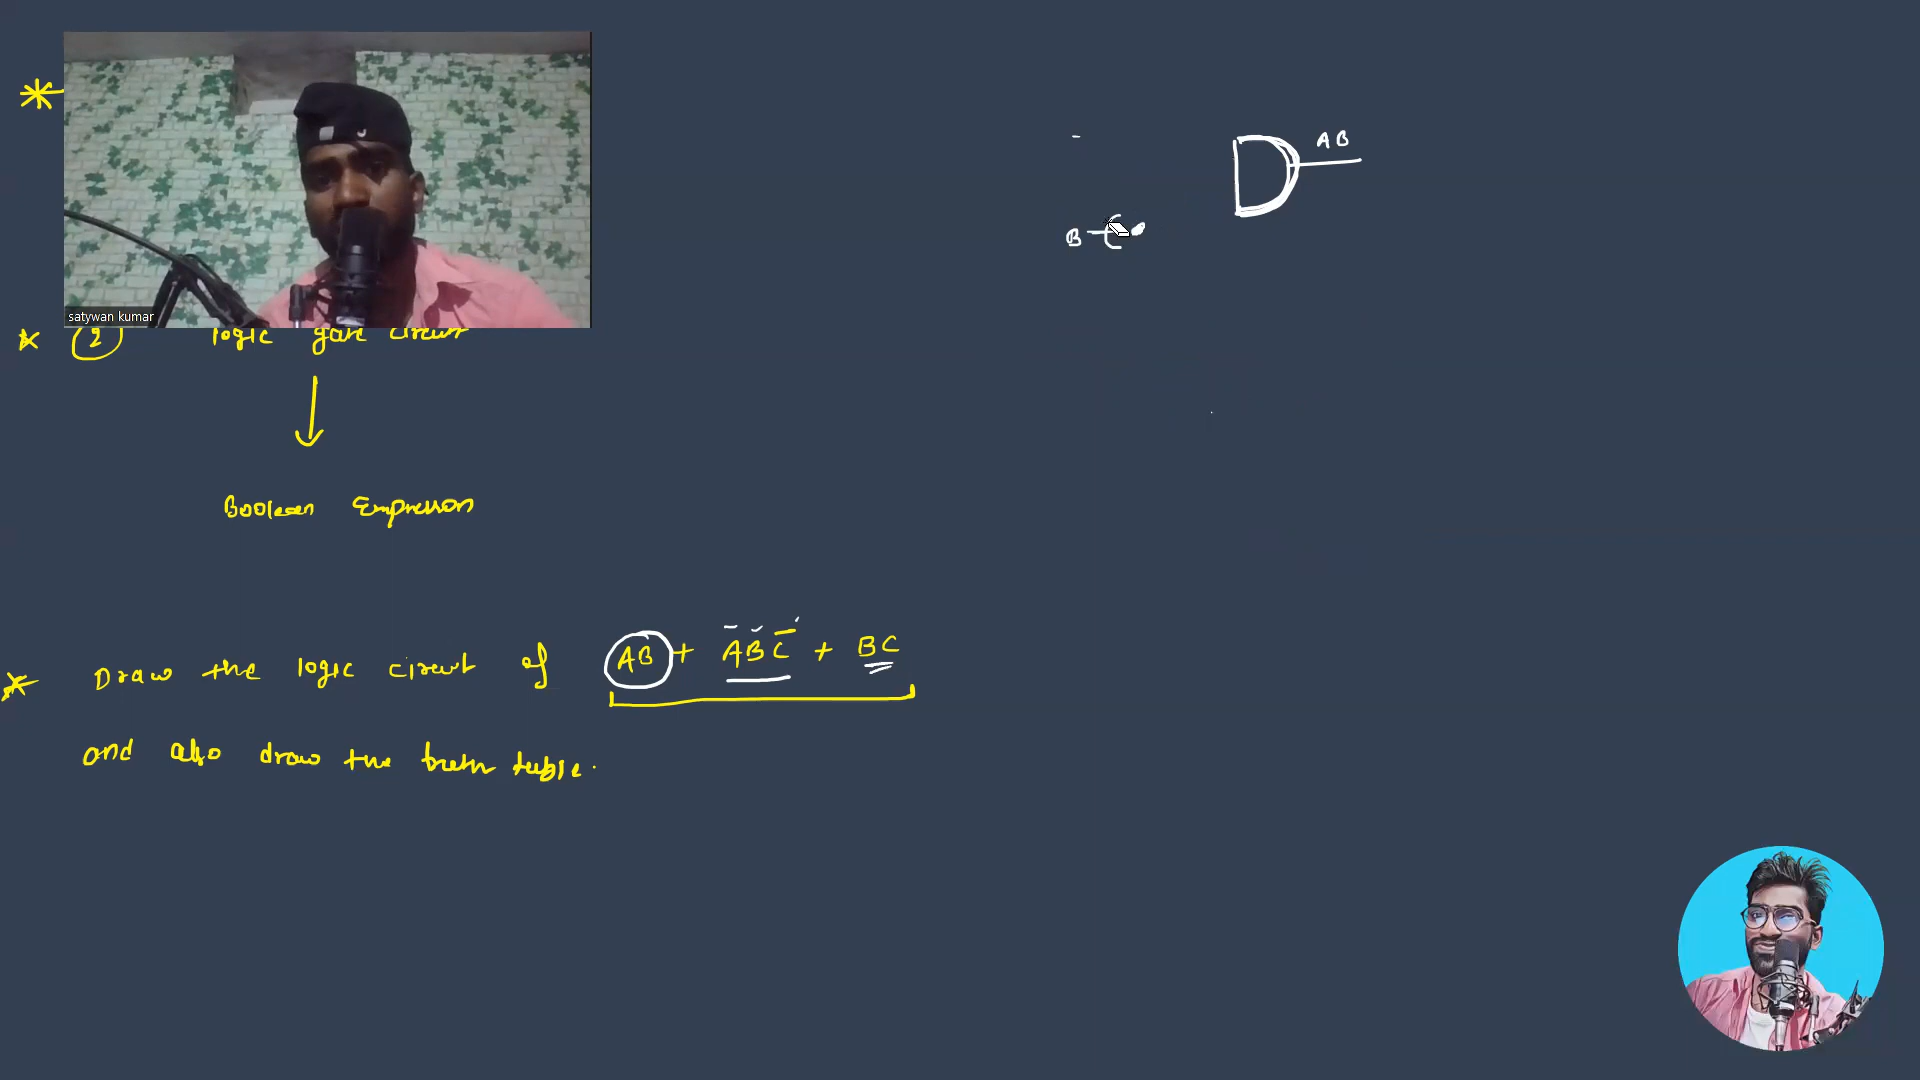 satywan kumar
AB
B
* (2) logic gate circuit
Boolean Expression
* Draw the logic circuit of AB + A̅B̅C̅ + BC
and also draw the truth table.